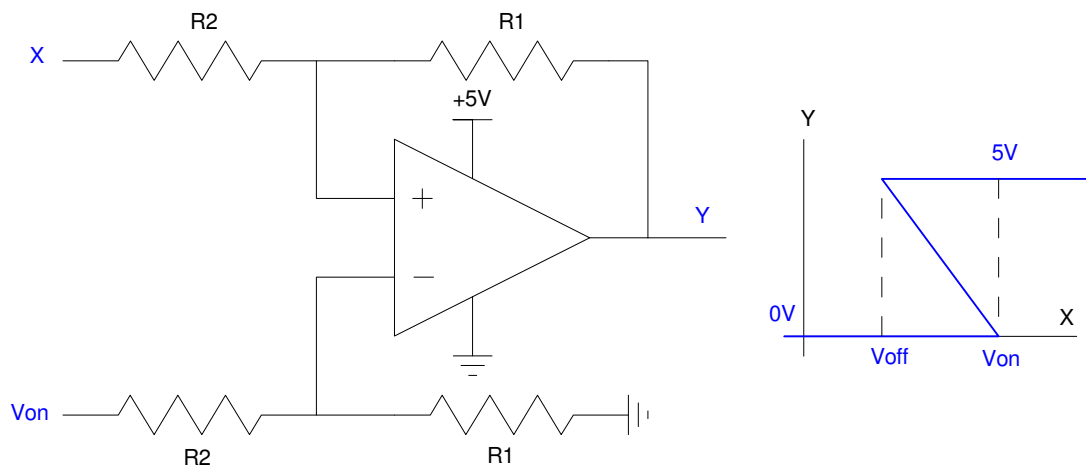 R2
R1
X
+5V
+
−
Y
Von
R2
R1
Y
5V
0V
X
Voff
Von